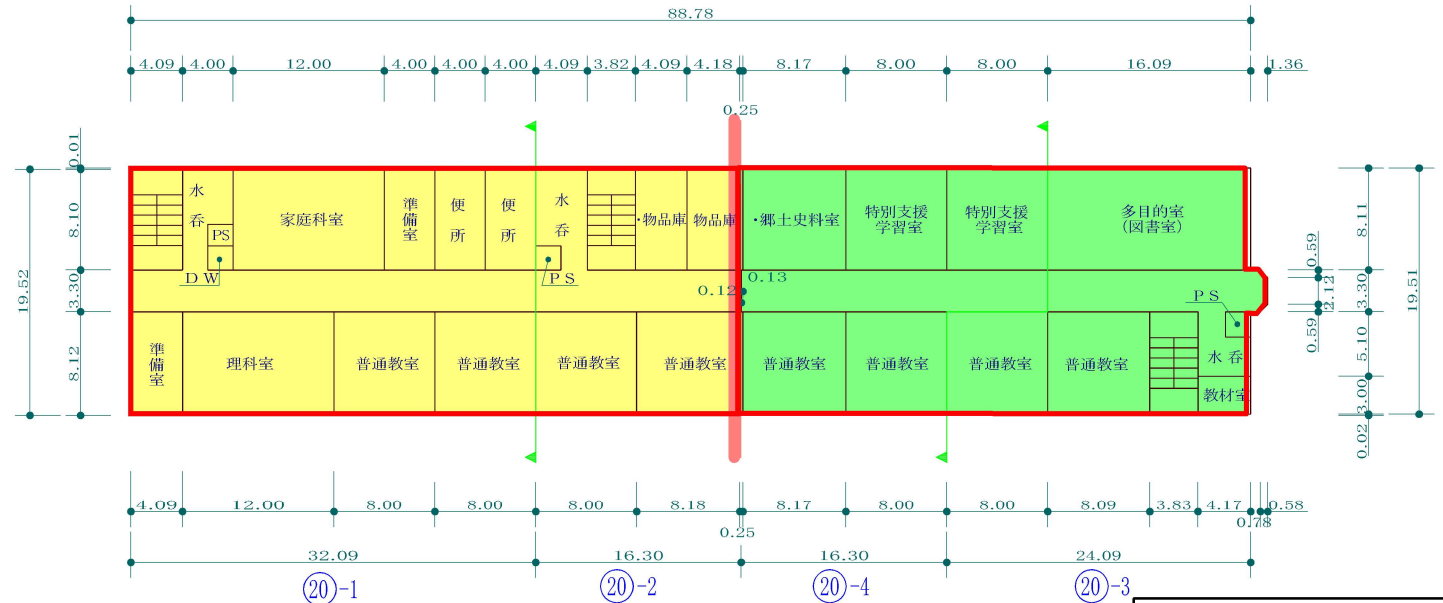 88.78
4.09 4.00 12.00 4.00 4.00 4.00 4.09 3.82 4.09 4.18 8.17 8.00 8.00 16.09 1.36
0.25
0.01
8.10
3.30
8.12
19.52
水呑
PS
DW
家庭科室
準備室
便所
便所
水呑
PS
・物品庫
物品庫
・郷土史料室
特別支援
学習室
特別支援
学習室
多目的室
(図書室)
0.13
0.12
PS
準備室
理科室
普通教室
普通教室
普通教室
普通教室
普通教室
普通教室
普通教室
普通教室
水呑
教材室
0.59
2.12
0.59
8.11
3.30
5.10
3.00
0.02
19.51
4.09 12.00 8.00 8.00 8.00 8.18 8.17 8.00 8.00 8.09 3.83 4.17 0.58
0.25
0.78
32.09 16.30 16.30 24.09
⑳-1 ⑳-2 ⑳-4 ⑳-3